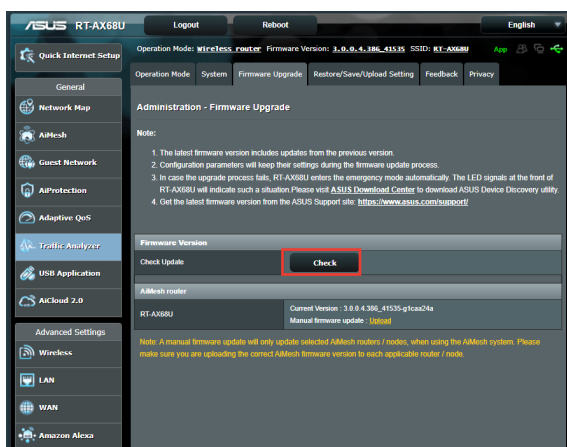 ASUS RT-AX68U Logout Reboot English
Quick Internet Setup
Operation Mode: Wireless router Firmware Version: 3.0.0.4.386_41535 SSID: RT-AX68U App
Operation Mode System Firmware Upgrade Restore/Save/Upload Setting Feedback Privacy
General
Network Map
AiMesh
Guest Network
AiProtection
Adaptive QoS
Traffic Analyzer
USB Application
AiCloud 2.0
Advanced Settings
Wireless
LAN
WAN
Amazon Alexa
Administration - Firmware Upgrade
Note:
1. The latest firmware version includes updates from the previous version.
2. Configuration parameters will keep their settings during the firmware update process.
3. In case the upgrade process fails, RT-AX68U enters the emergency mode automatically. The LED signals at the front of
RT-AX68U will indicate such a situation.Please visit ASUS Download Center to download ASUS Device Discovery utility.
4. Get the latest firmware version from the ASUS Support site: https://www.asus.com/support/
Firmware Version
Check Update Check
AiMesh router
RT-AX68U
Current Version : 3.0.0.4.386_41535-g1caa24a
Manual firmware update : Upload
Note: A manual firmware update will only update selected AiMesh routers / nodes, when using the AiMesh system. Please
make sure you are uploading the correct AiMesh firmware version to each applicable router / node.